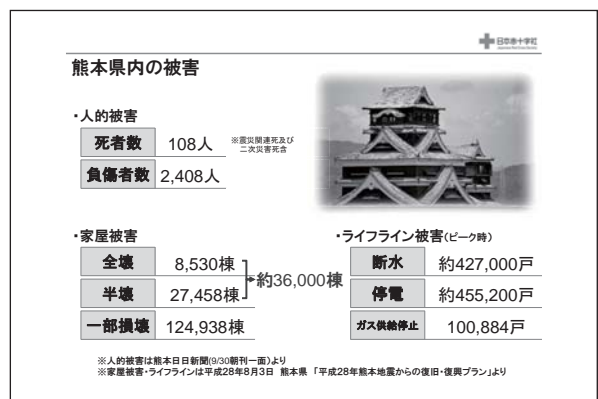 日本赤十字社
熊本県内の被害
・人的被害
死者数 108人 ※震災関連死及び
二次災害死含
負傷者数 2,408人
・家屋被害
全壊 8,530棟
約36,000棟
半壊 27,458棟
一部損壊 124,938棟
・ライフライン被害(ピーク時)
断水 約427,000戸
停電 約455,200戸
ガス供給停止 100,884戸
※人的被害は熊本日日新聞(9/30朝刊一面)より
※家屋被害・ライフラインは平成28年8月3日 熊本県 「平成28年熊本地震からの復旧・復興プラン」より